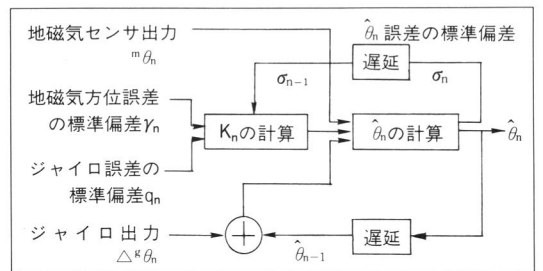 地磁気センサ出力
ᵐθₙ
θ̂ₙ 誤差の標準偏差
遅延
σₙ₋₁
σₙ
地磁気方位誤差
の標準偏差γₙ
Kₙの計算
θ̂ₙの計算
θ̂ₙ
ジャイロ誤差の
標準偏差qₙ
ジャイロ出力
△ᵍθₙ
+
θ̂ₙ₋₁
遅延